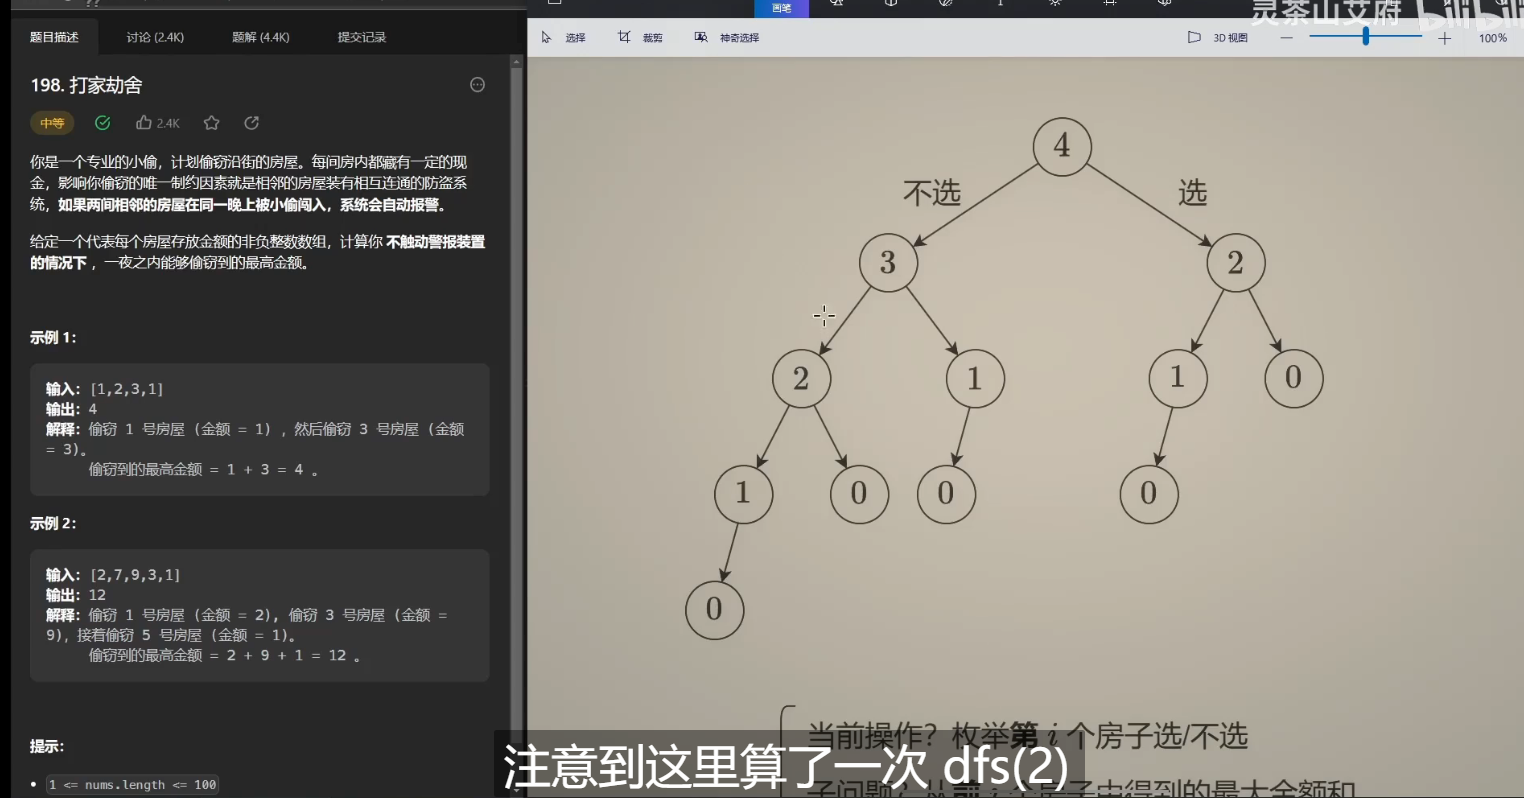 题目描述
讨论 (2.4K)
题解 (4.4K)
提交记录
198. 打家劫舍
中等
2.4K
你是一个专业的小偷，计划偷窃沿街的房屋。每间房内都藏有一定的现
金，影响你偷窃的唯一制约因素就是相邻的房屋装有相互连通的防盗系
统，如果两间相邻的房屋在同一晚上被小偷闯入，系统会自动报警。
给定一个代表每个房屋存放金额的非负整数数组，计算你 不触动警报装置
的情况下 ，一夜之内能够偷窃到的最高金额。
示例 1：
输入：[1,2,3,1]
输出：4
解释：偷窃 1 号房屋 (金额 = 1) ，然后偷窃 3 号房屋 (金额
= 3)。
偷窃到的最高金额 = 1 + 3 = 4 。
示例 2：
输入：[2,7,9,3,1]
输出：12
解释：偷窃 1 号房屋 (金额 = 2), 偷窃 3 号房屋 (金额 =
9)，接着偷窃 5 号房屋 (金额 = 1)。
偷窃到的最高金额 = 2 + 9 + 1 = 12 。
提示：
1 <= nums.length <= 100
画笔
灵茶山艾府 bilibili
选择
裁剪
神奇选择
3D 视图
100%
4
不选
选
3
2
2
1
1
0
1
0
0
0
0
当前操作？枚举第 i 个房子选/不选
子问题？从前 i 个房子中得到的最大金额和
注意到这里算了一次 dfs(2)